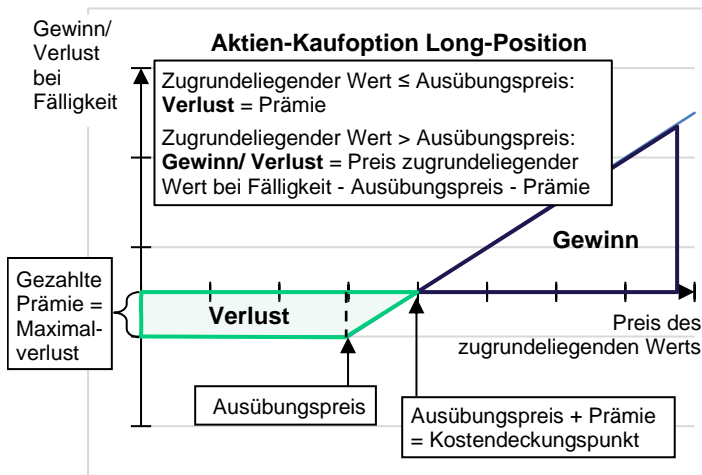 Gewinn/
Verlust
bei
Fälligkeit
Aktien-Kaufoption Long-Position
Zugrundeliegender Wert ≤ Ausübungspreis:
Verlust = Prämie
Zugrundeliegender Wert > Ausübungspreis:
Gewinn/ Verlust = Preis zugrundeliegender
Wert bei Fälligkeit - Ausübungspreis - Prämie
Gewinn
Gezahlte
Prämie =
Maximal-
verlust
Verlust
Preis des
zugrundeliegenden Werts
Ausübungspreis
Ausübungspreis + Prämie
= Kostendeckungspunkt